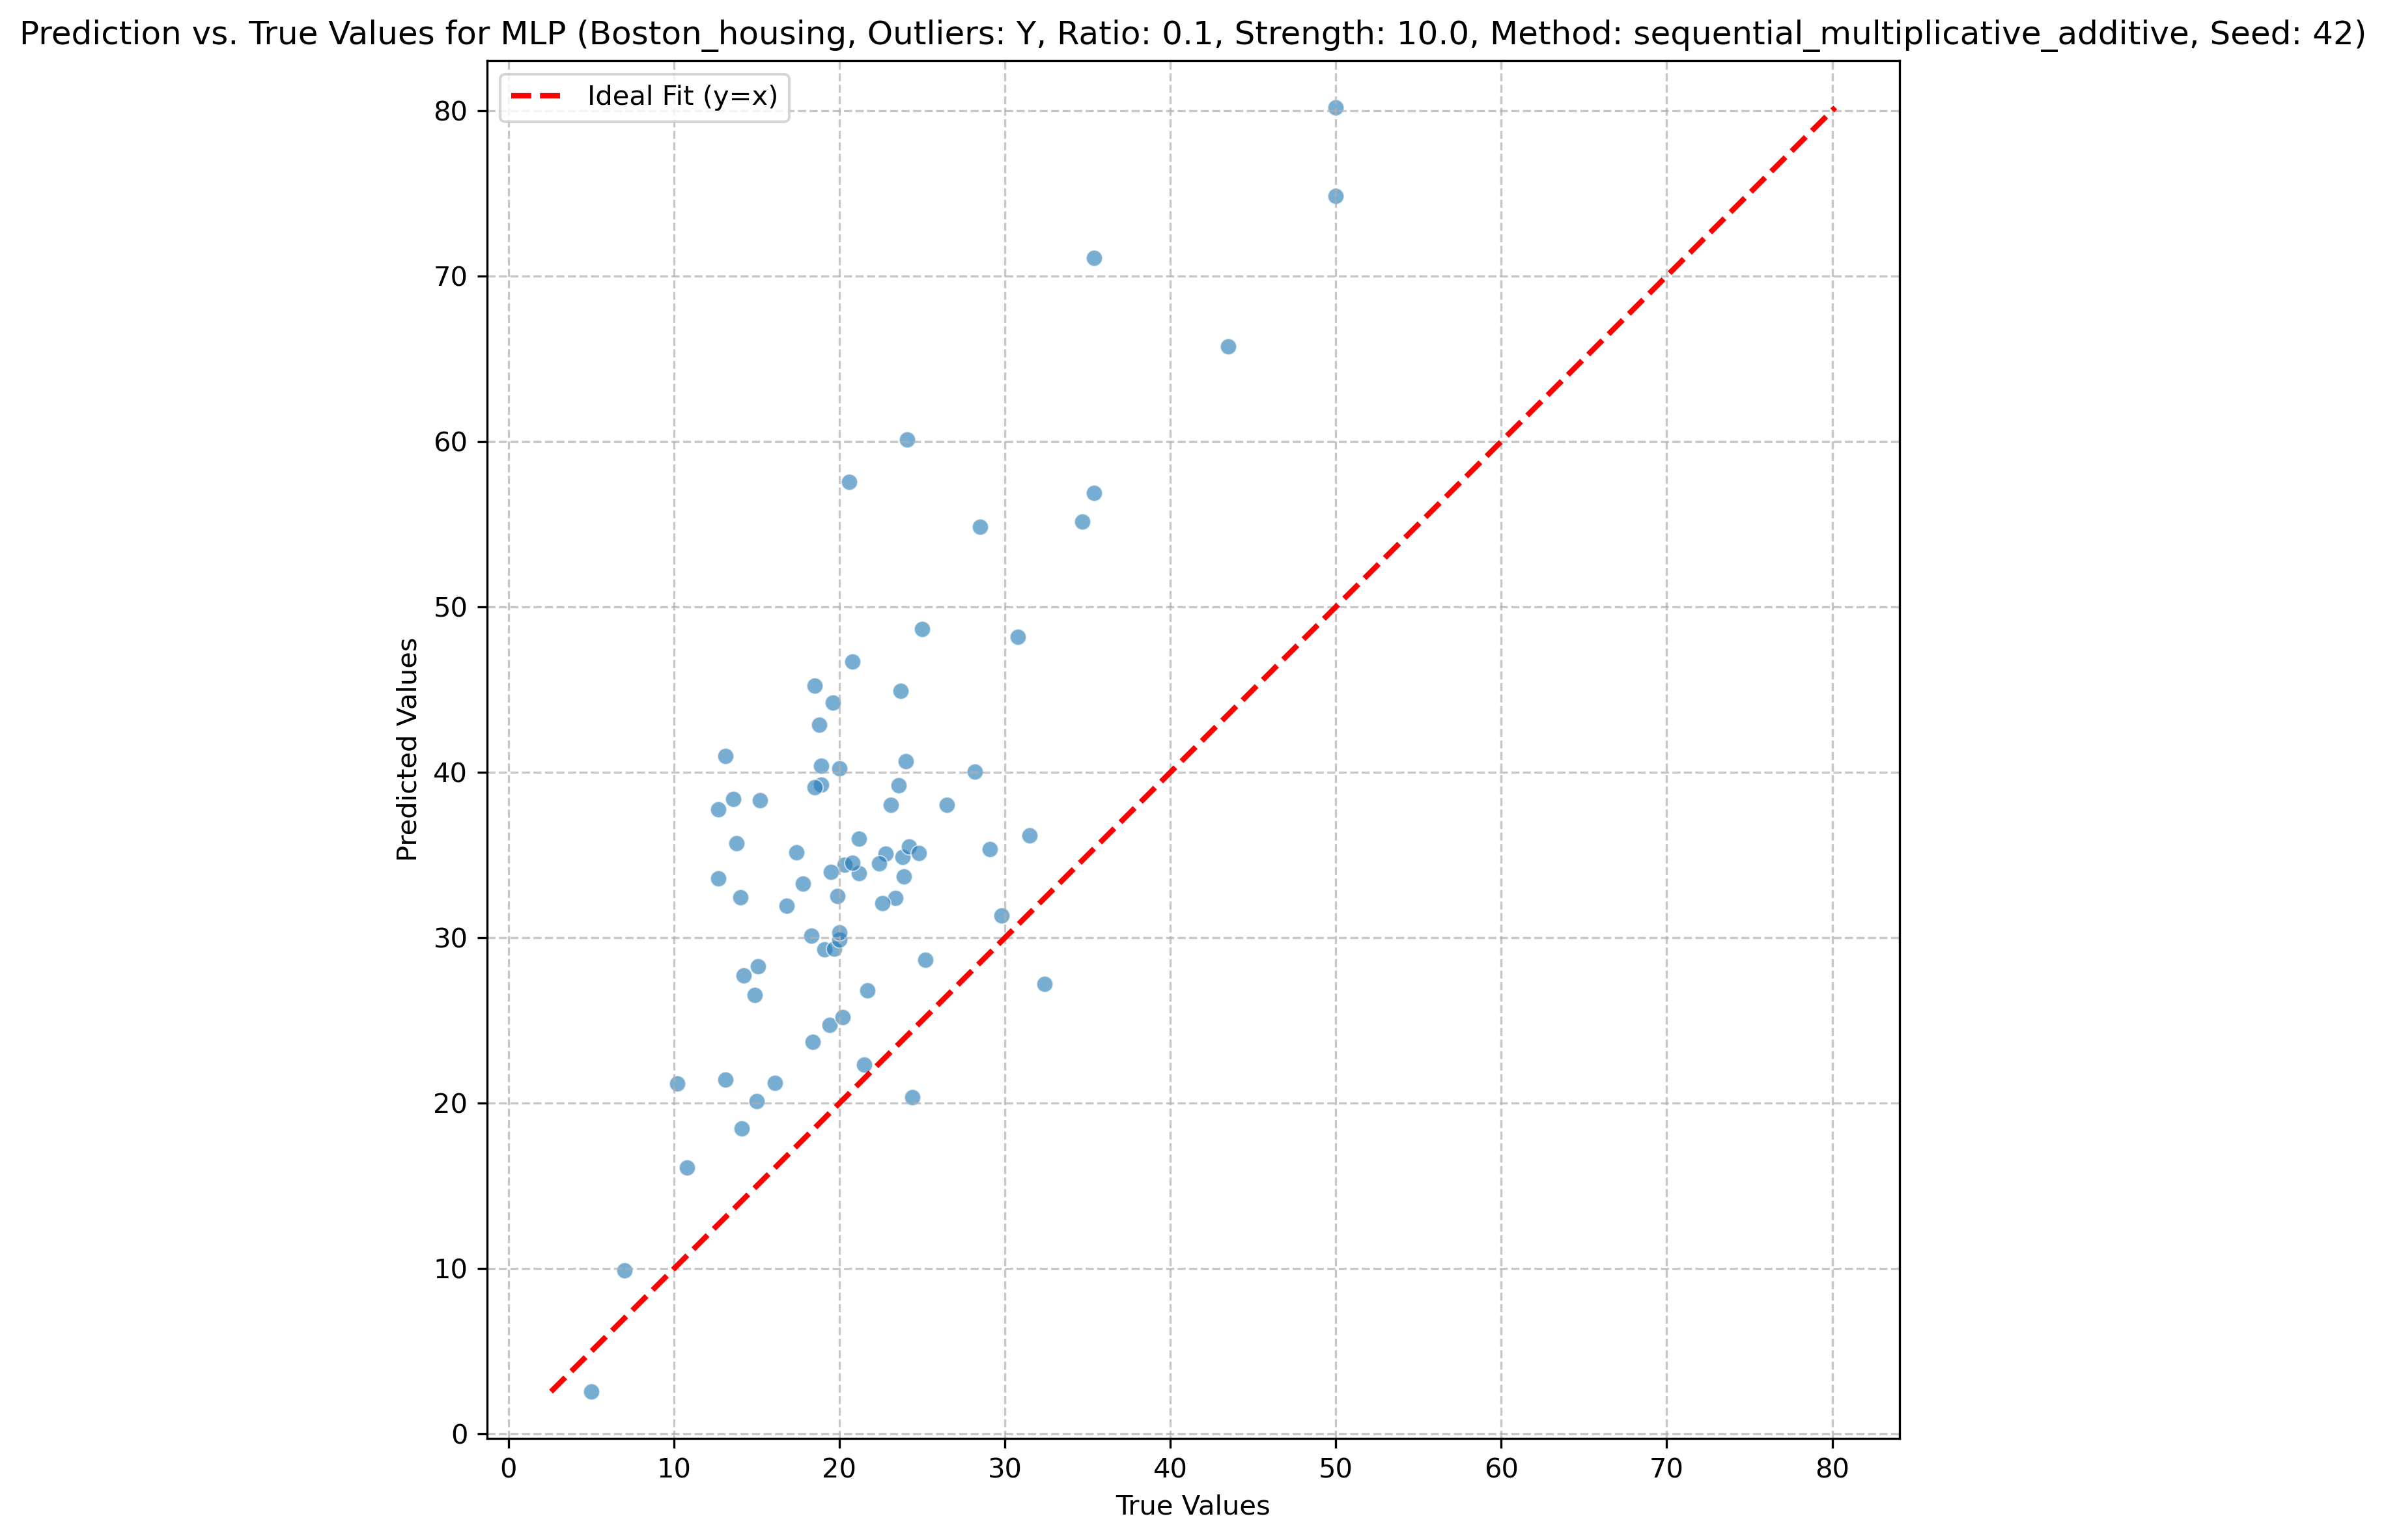 Prediction vs. True Values for MLP (Boston_housing, Outliers: Y, Ratio: 0.1, Strength: 10.0, Method: sequential_multiplicative_additive, Seed: 42)
Ideal Fit (y=x)
80
70
60
50
40
30
20
10
0
Predicted Values
0 10 20 30 40 50 60 70 80
True Values